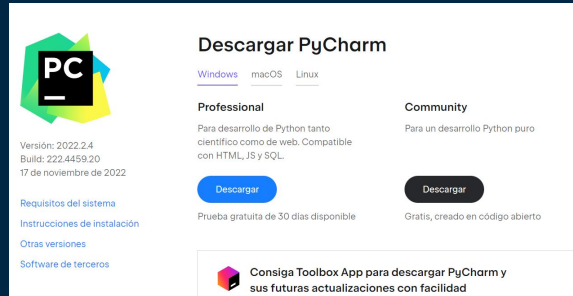 PC
Versión: 2022.2.4
Build: 222.4459.20
17 de noviembre de 2022
Requisitos del sistema
Instrucciones de instalación
Otras versiones
Software de terceros
Descargar PyCharm
Windows macOS Linux
Professional
Para desarrollo de Python tanto
científico como de web. Compatible
con HTML, JS y SQL.
Descargar
Prueba gratuita de 30 días disponible
Community
Para un desarrollo Python puro
Descargar
Gratis, creado en código abierto
Consiga Toolbox App para descargar PyCharm y
sus futuras actualizaciones con facilidad